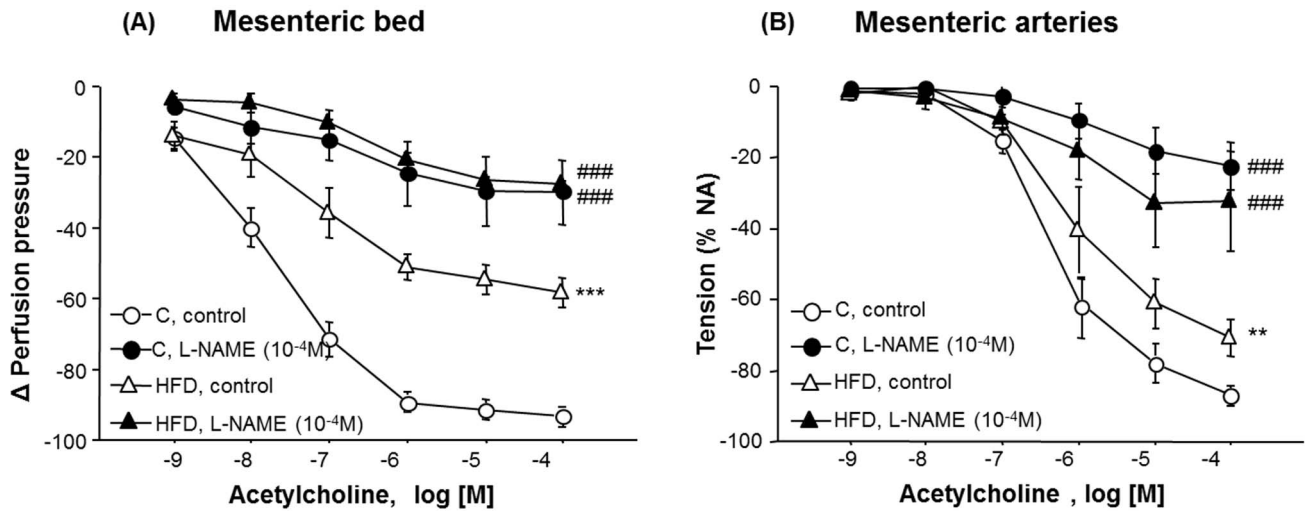 (A) Mesenteric bed
0
-20
-40
-60
-80
-100
Δ Perfusion pressure
C, control
C, L-NAME (10-4M)
HFD, control
HFD, L-NAME (10-4M)
###
###
***
-9 -8 -7 -6 -5 -4
Acetylcholine, log [M]
(B) Mesenteric arteries
0
-20
-40
-60
-80
-100
Tension (% NA)
C, control
C, L-NAME (10-4M)
HFD, control
HFD, L-NAME (10-4M)
###
###
**
-9 -8 -7 -6 -5 -4
Acetylcholine , log [M]